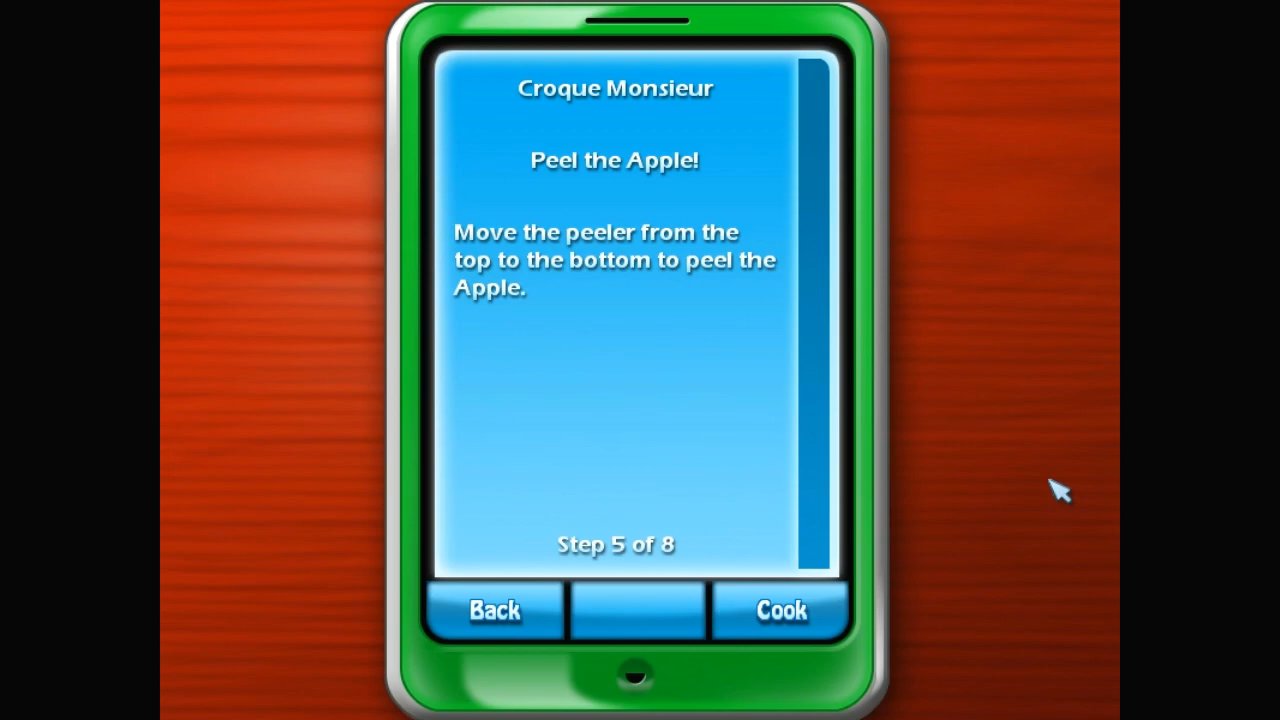 Croque Monsieur
Peel the Apple!
Move the peeler from the
top to the bottom to peel the
Apple.
Step 5 of 8
Back
Cook